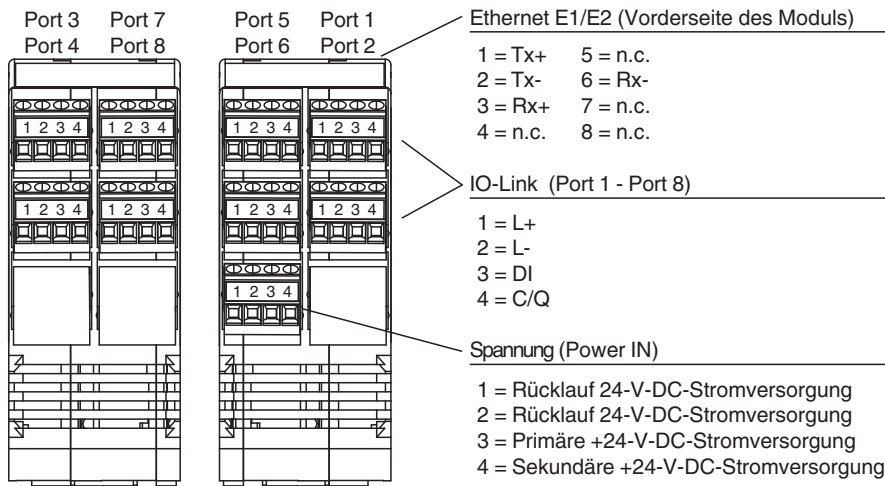 Port 3 Port 7 Port 5 Port 1
Port 4 Port 8 Port 6 Port 2
1 2 3 4 1 2 3 4 1 2 3 4 1 2 3 4
1 2 3 4 1 2 3 4 1 2 3 4 1 2 3 4
1 2 3 4
Ethernet E1/E2 (Vorderseite des Moduls)
1 = Tx+ 5 = n.c.
2 = Tx- 6 = Rx-
3 = Rx+ 7 = n.c.
4 = n.c. 8 = n.c.
IO-Link (Port 1 - Port 8)
1 = L+
2 = L-
3 = DI
4 = C/Q
Spannung (Power IN)
1 = Rücklauf 24-V-DC-Stromversorgung
2 = Rücklauf 24-V-DC-Stromversorgung
3 = Primäre +24-V-DC-Stromversorgung
4 = Sekundäre +24-V-DC-Stromversorgung